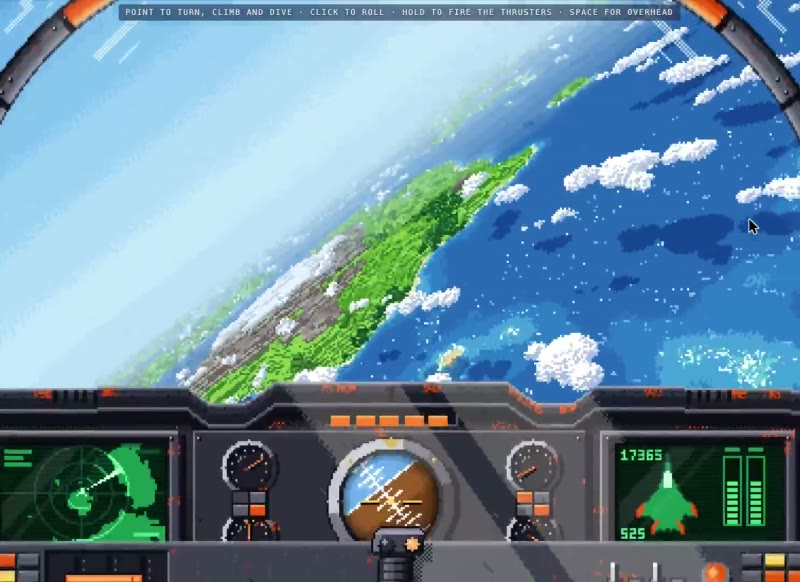 POINT TO TURN, CLIMB AND DIVE · CLICK TO ROLL · HOLD TO FIRE THE THRUSTERS · SPACE FOR OVERHEAD
17365
525